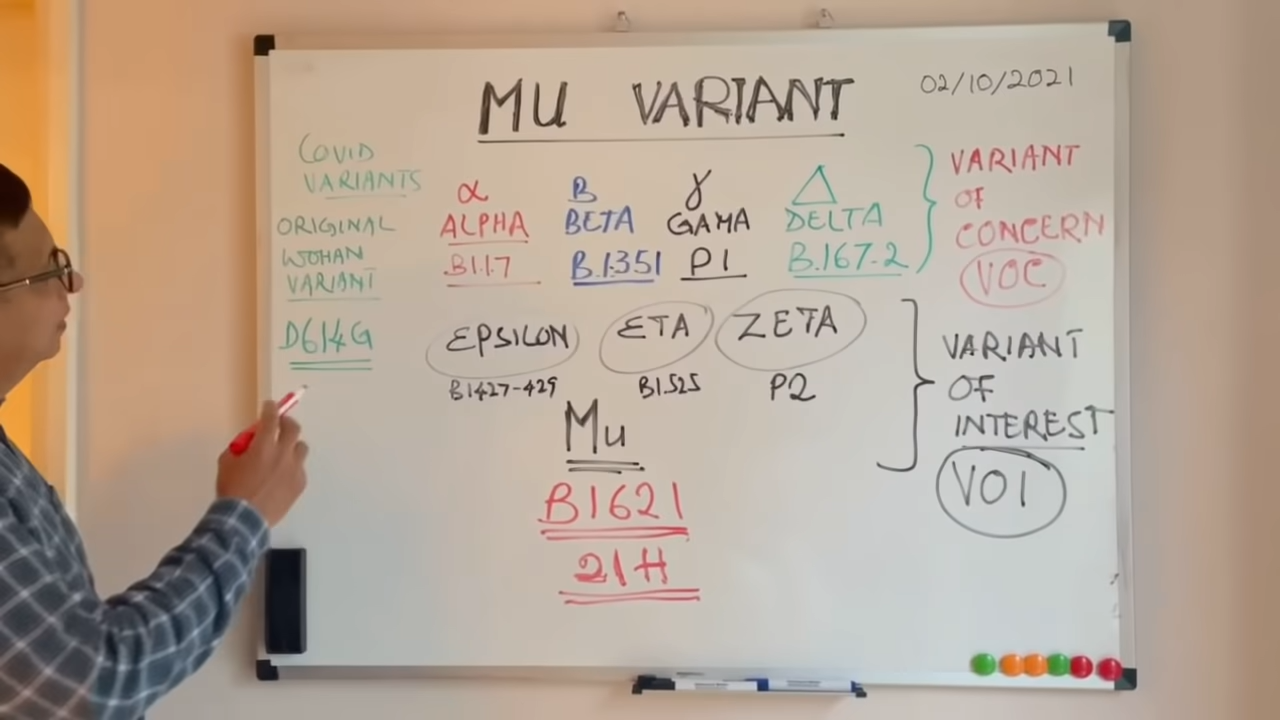 MU VARIANT
02/10/2021
COVID
VARIANTS
ORIGINAL
WUHAN
VARIANT
D614G
α
ALPHA
B.1.1.7
B
BETA
B.1.351
γ
GAMA
P1
Δ
DELTA
B.167.2
VARIANT
OF
CONCERN
VOC
EPSILON
B1427-429
ETA
B1.525
ZETA
P2
VARIANT
OF
INTEREST
VOI
Mu
B1621
21H